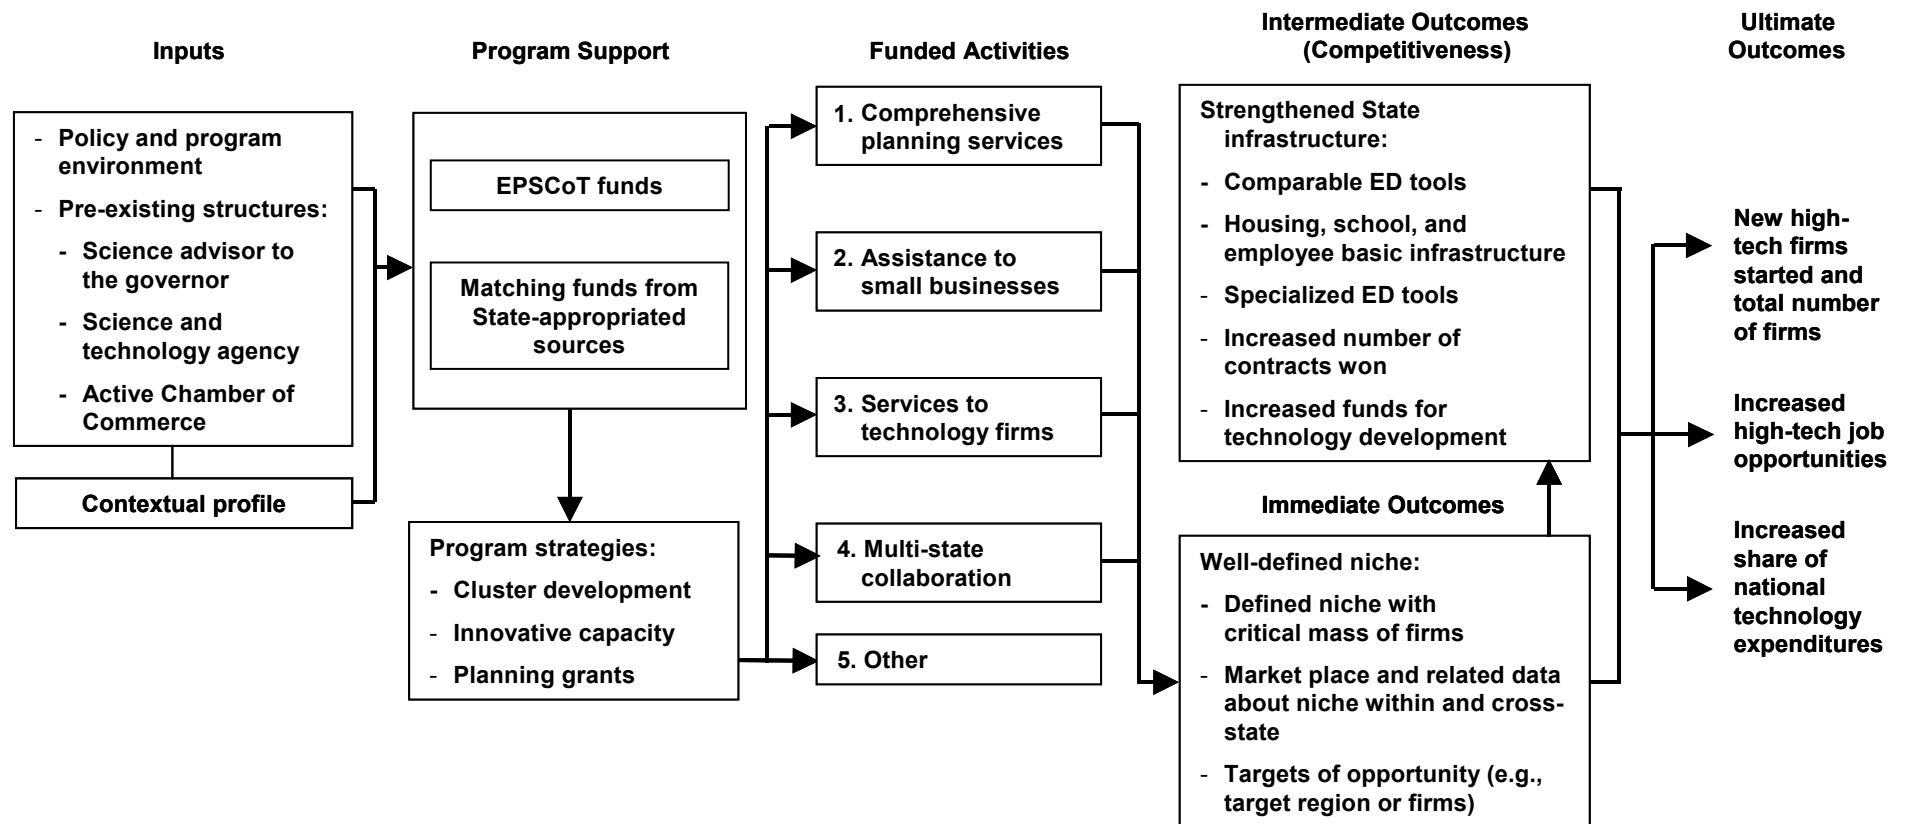 Inputs
- Policy and program
environment
- Pre-existing structures:
- Science advisor to
the governor
- Science and
technology agency
- Active Chamber of
Commerce
Contextual profile
Program Support
EPSCoT funds
Matching funds from
State-appropriated
sources
Program strategies:
- Cluster development
- Innovative capacity
- Planning grants
Funded Activities
1. Comprehensive
planning services
2. Assistance to
small businesses
3. Services to
technology firms
4. Multi-state
collaboration
5. Other
Intermediate Outcomes
(Competitiveness)
Strengthened State
infrastructure:
- Comparable ED tools
- Housing, school, and
employee basic infrastructure
- Specialized ED tools
- Increased number of
contracts won
- Increased funds for
technology development
Immediate Outcomes
Well-defined niche:
- Defined niche with
critical mass of firms
- Market place and related data
about niche within and cross-
state
- Targets of opportunity (e.g.,
target region or firms)
Ultimate
Outcomes
New high-
tech firms
started and
total number
of firms
Increased
high-tech job
opportunities
Increased
share of
national
technology
expenditures